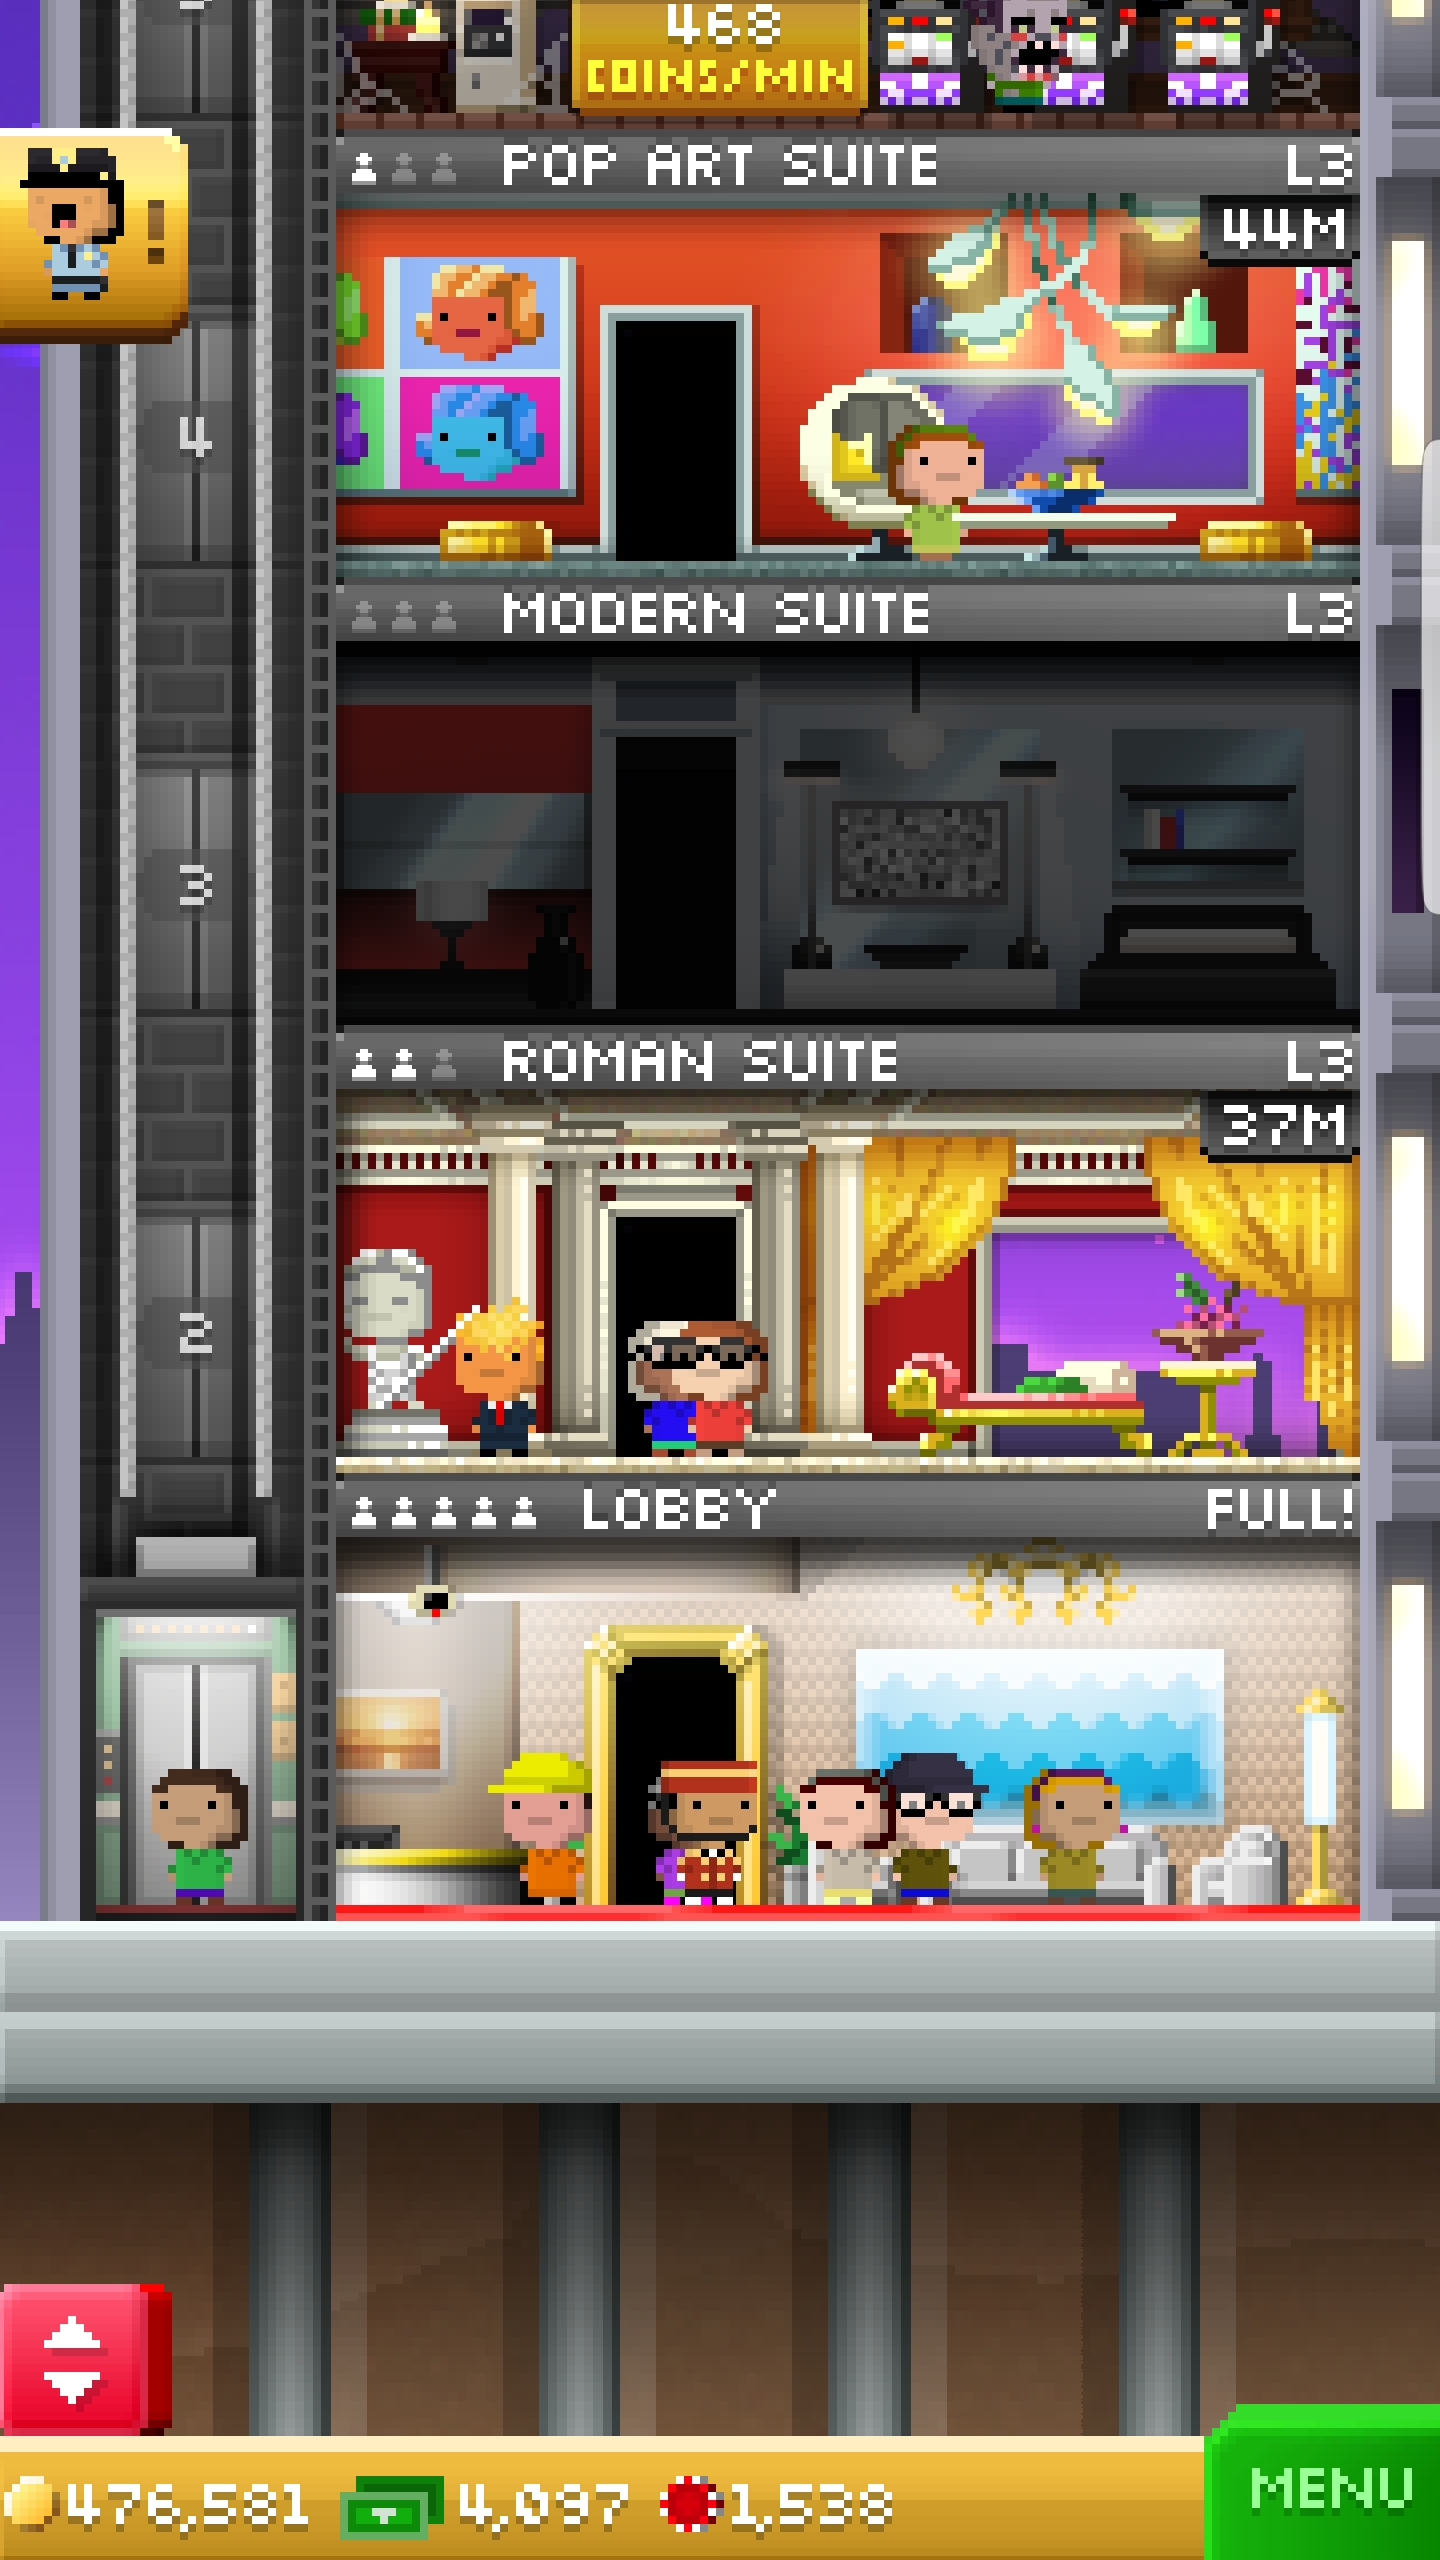 468
COINS/MIN
POP ART SUITE L3
44M
!
4
MODERN SUITE L3
3
ROMAN SUITE L3
37M
2
LOBBY FULL!
476,581 4,097 1,538
MENU